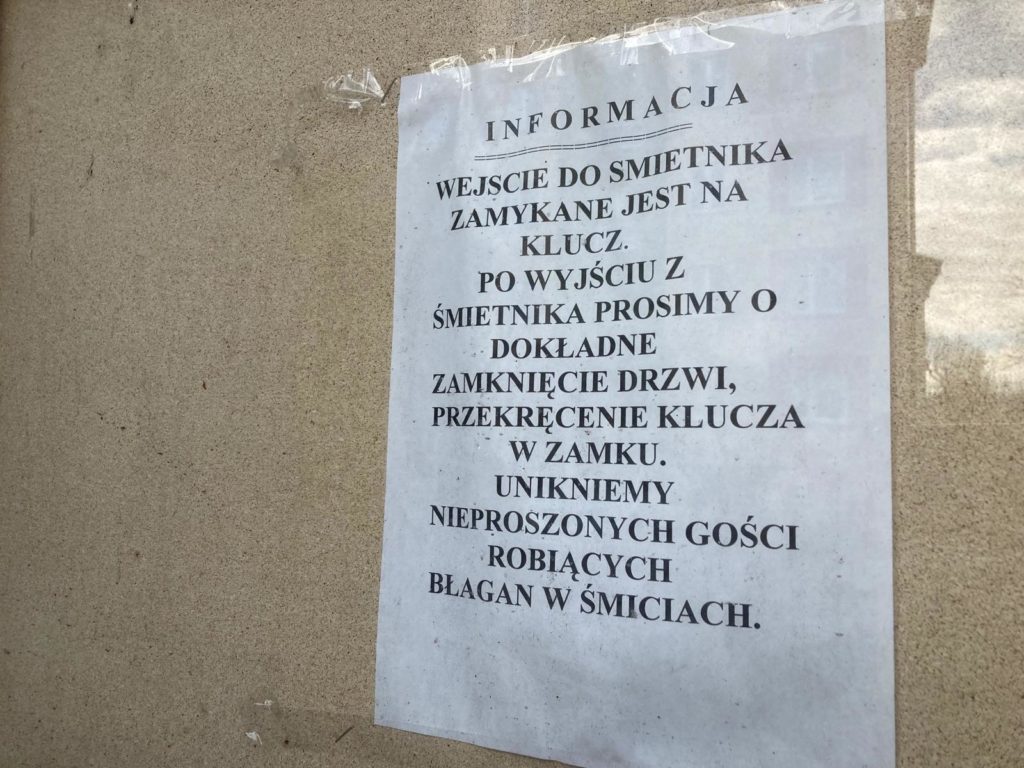 INFORMACJA
WEJSCIE DO SMIETNIKA
ZAMYKANE JEST NA
KLUCZ.
PO WYJŚCIU Z
ŚMIETNIKA PROSIMY O
DOKŁADNE
ZAMKNIĘCIE DRZWI,
PRZEKRĘCENIE KLUCZA
W ZAMKU.
UNIKNIEMY
NIEPROSZONYCH GOŚCI
ROBIĄCYCH
BŁAGAN W ŚMICIACH.